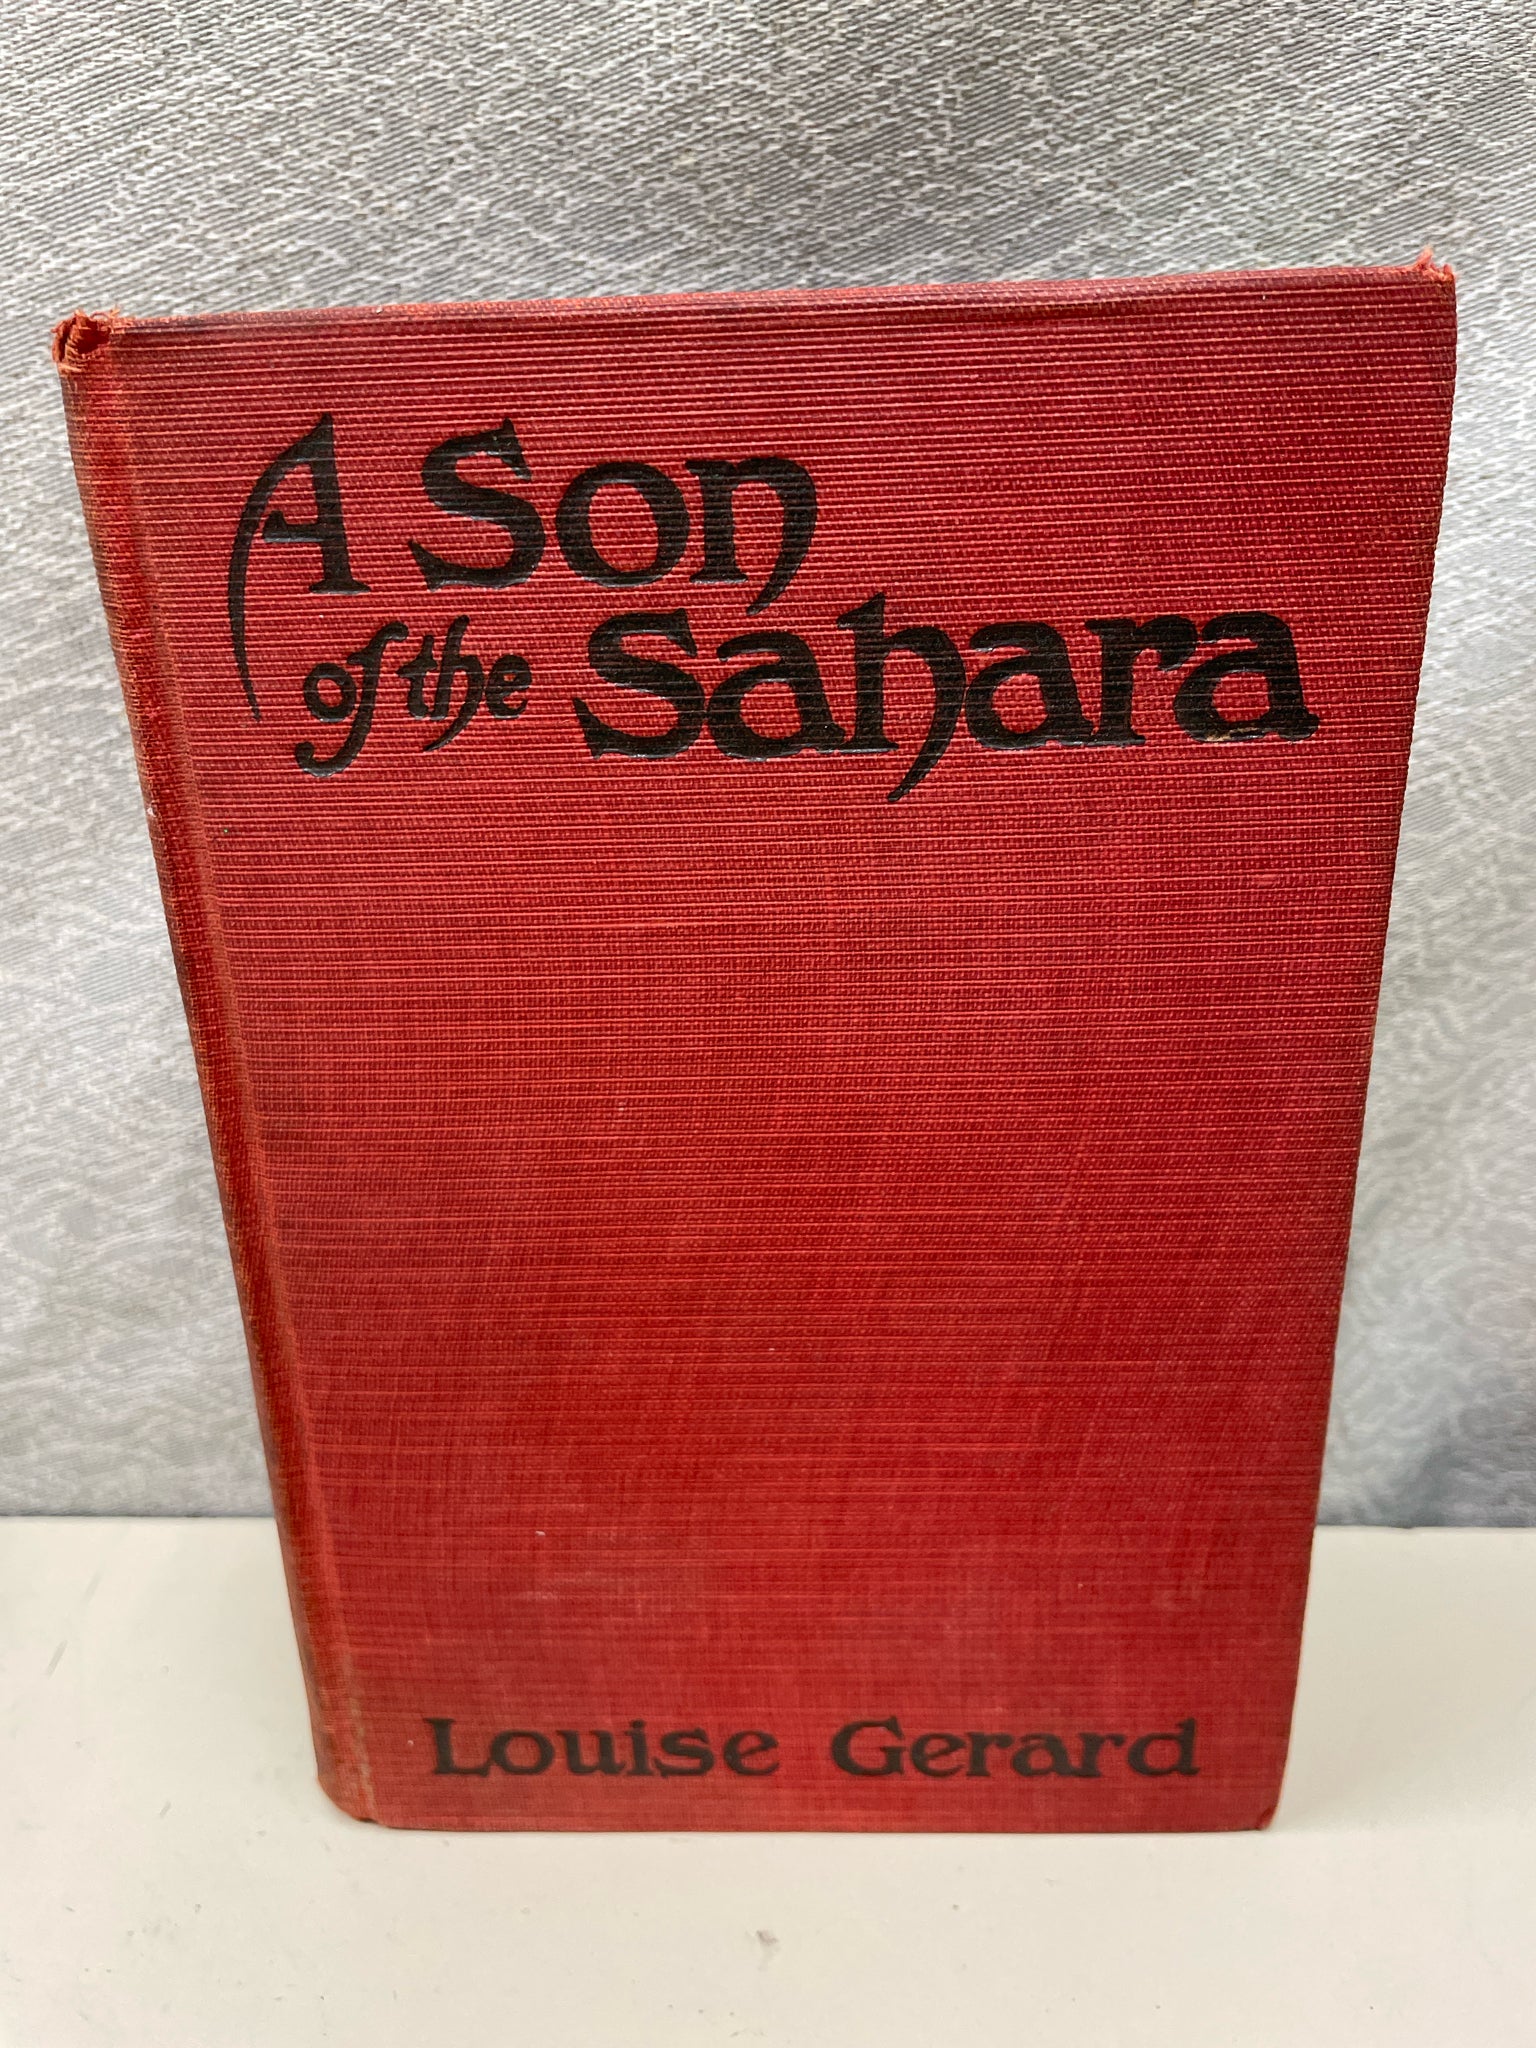 A Son
of the Sahara
Louise Gerard